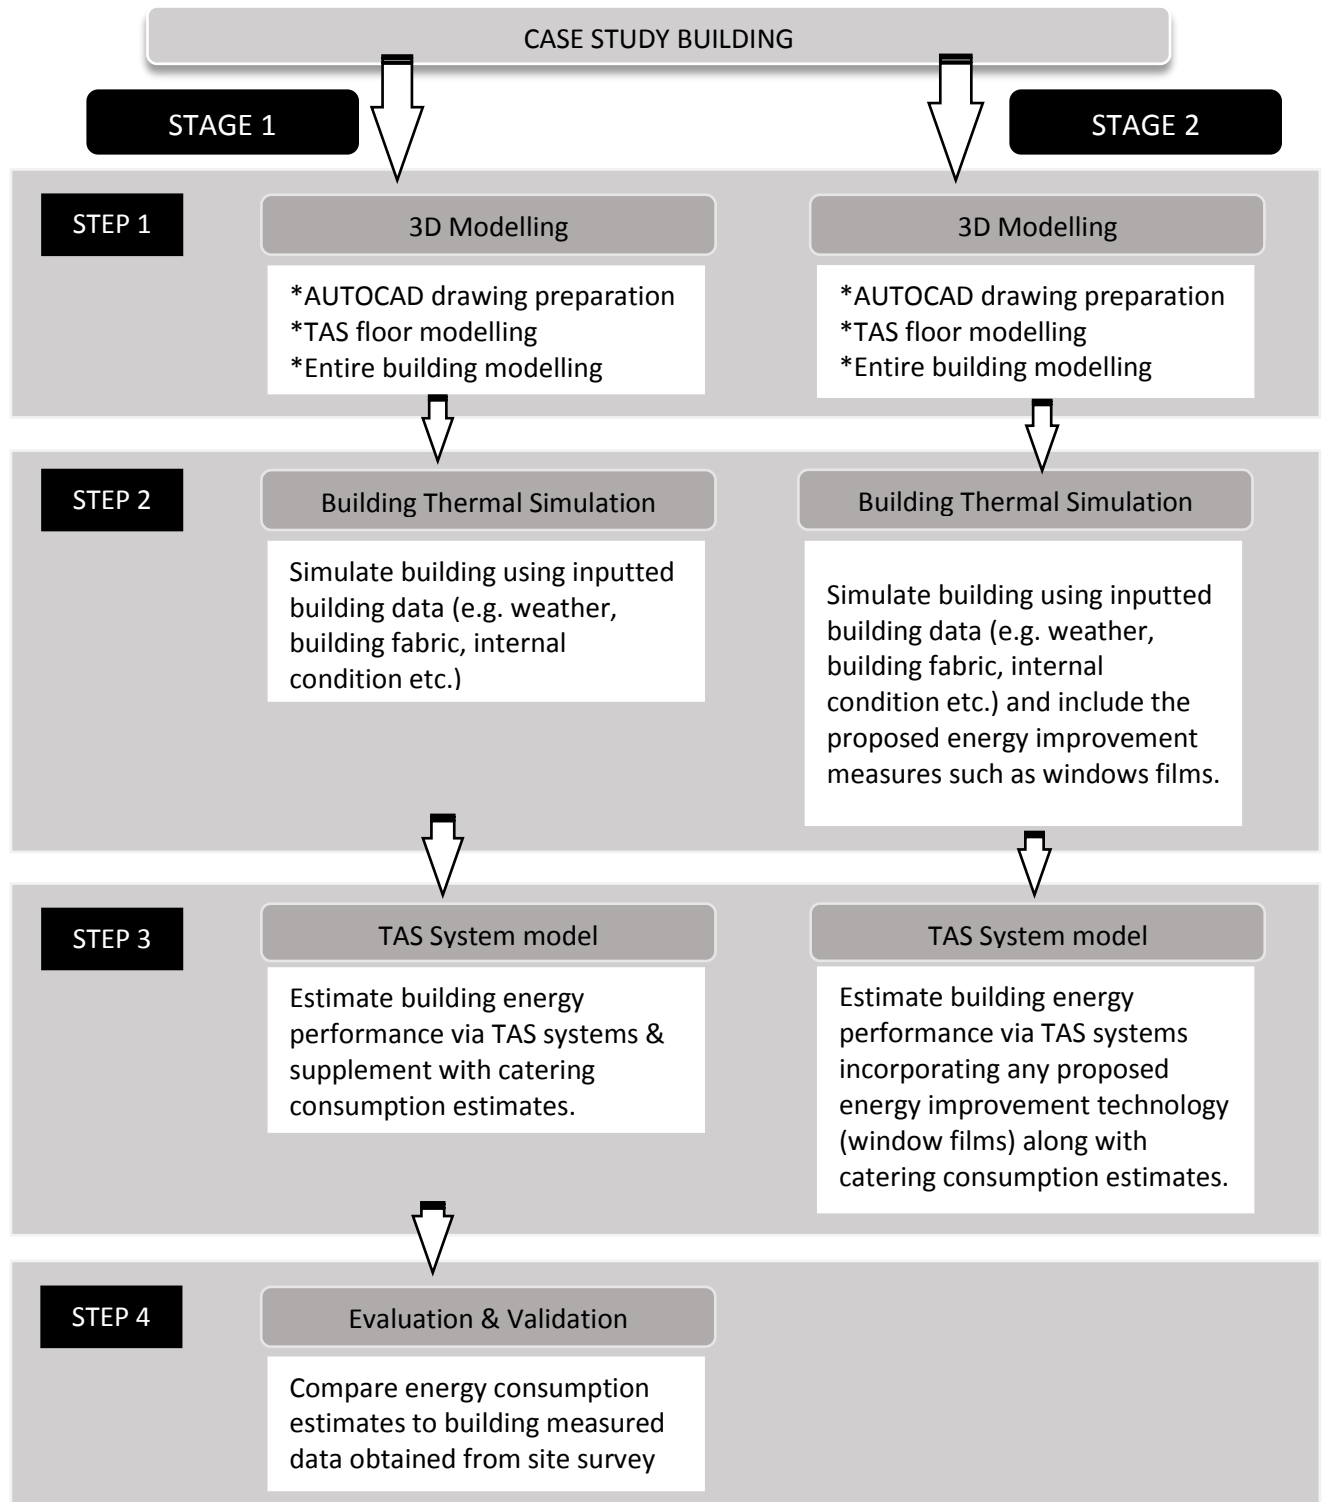 CASE STUDY BUILDING
STAGE 1
STAGE 2
STEP 1
3D Modelling
*AUTOCAD drawing preparation
*TAS floor modelling
*Entire building modelling
3D Modelling
*AUTOCAD drawing preparation
*TAS floor modelling
*Entire building modelling
STEP 2
Building Thermal Simulation
Simulate building using inputted
building data (e.g. weather,
building fabric, internal
condition etc.)
Building Thermal Simulation
Simulate building using inputted
building data (e.g. weather,
building fabric, internal
condition etc.) and include the
proposed energy improvement
measures such as windows films.
STEP 3
TAS System model
Estimate building energy
performance via TAS systems &
supplement with catering
consumption estimates.
TAS System model
Estimate building energy
performance via TAS systems
incorporating any proposed
energy improvement technology
(window films) along with
catering consumption estimates.
STEP 4
Evaluation & Validation
Compare energy consumption
estimates to building measured
data obtained from site survey